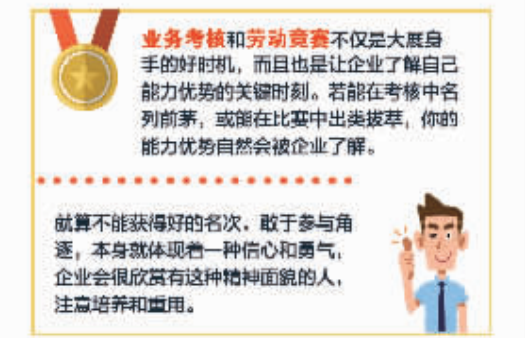 业务考核和劳动竞赛不仅是大展身
手的好时机，而且也是让企业了解自己
能力优势的关键时刻。若能在考核中名
列前茅，或能在比赛中出类拔萃，你的
能力优势自然会被企业了解。
就算不能获得好的名次，敢于参与角
逐，本身就体现着一种信心和勇气，
企业会很欣赏有这种精神面貌的人，
注意培养和重用。